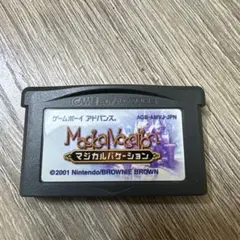 GAME BOY ADVANCE
ゲームボーイ アドバンス
AGB-AMVJ-JPN
Magical Vacation
マジカルバケーション
©2001 Nintendo/BROWNIE BROWN